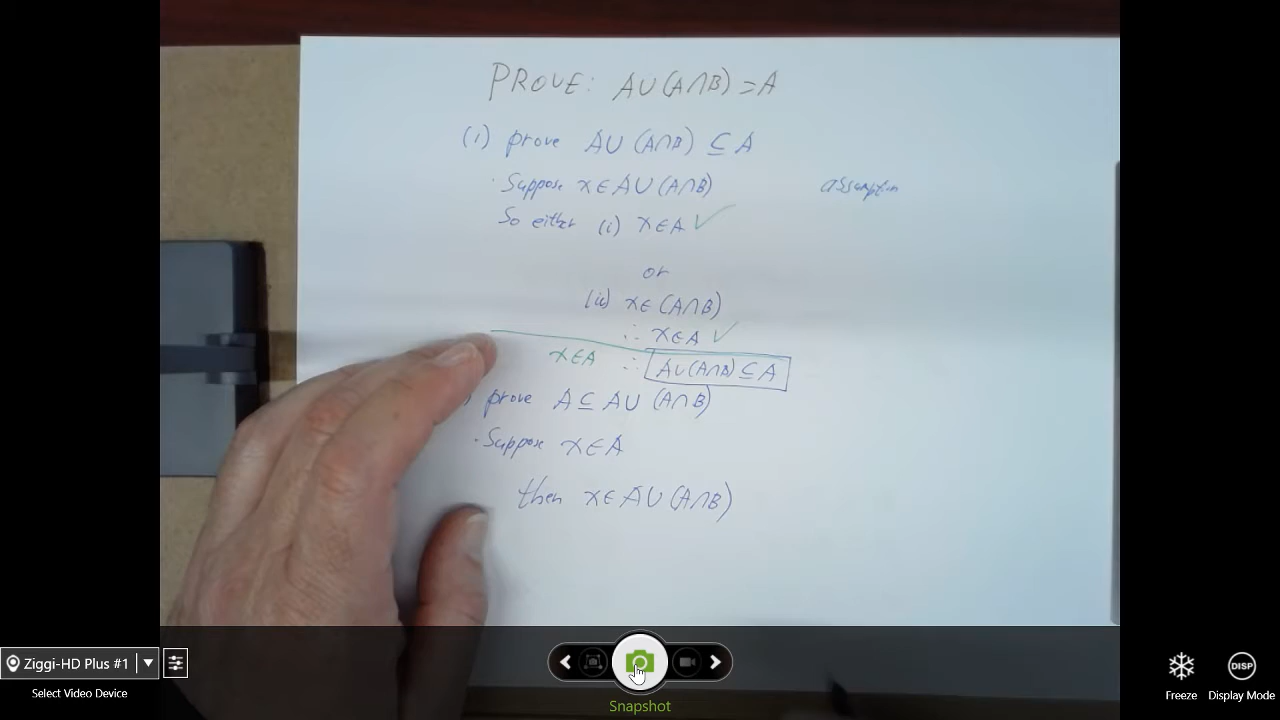 PROVE: A∪(A∩B) = A
(i) prove A∪(A∩B) ⊆ A
· Suppose x∈A∪(A∩B) assumption
So either (i) x∈A ✓
or
(ii) x∈(A∩B)
∴ x∈A ✓
x∈A ∴ A∪(A∩B) ⊆ A
) prove A ⊆ A∪(A∩B)
· Suppose x∈A
then x∈A∪(A∩B)
Ziggi-HD Plus #1
Select Video Device
Snapshot
Freeze
DISP
Display Mode